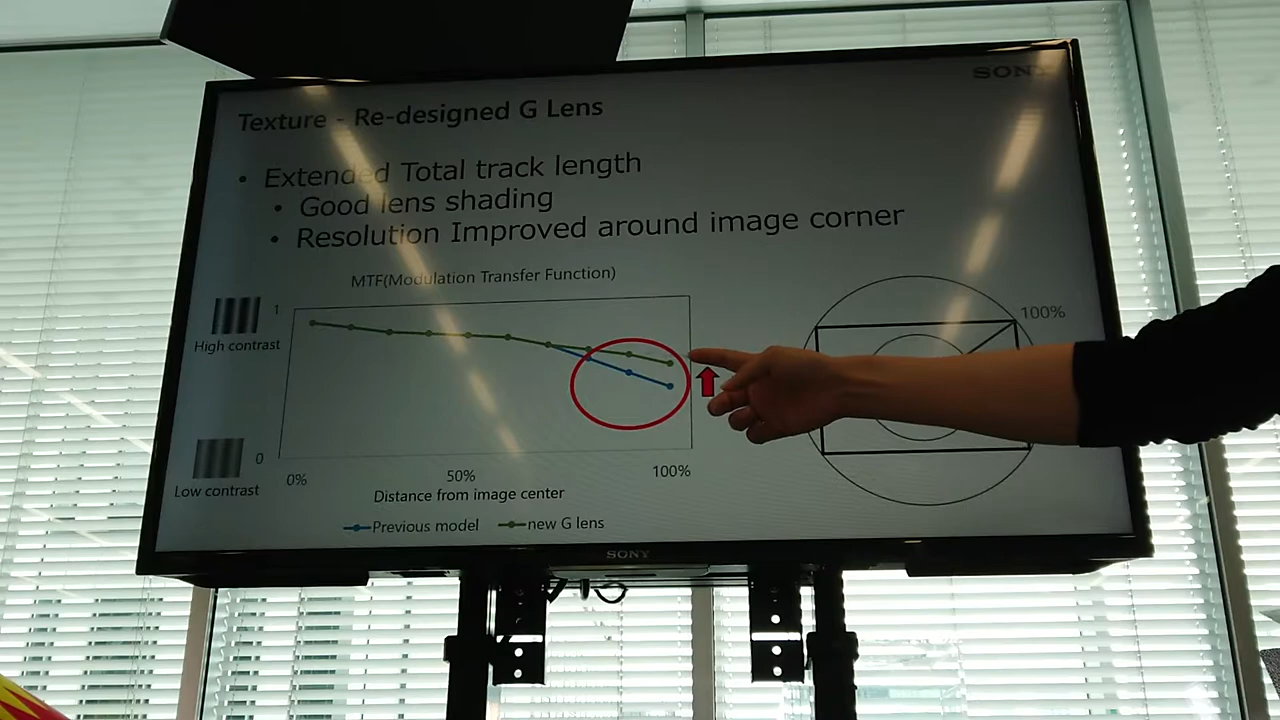 SONY
Texture - Re-designed G Lens
• Extended Total track length
• Good lens shading
• Resolution Improved around image corner
MTF(Modulation Transfer Function)
1
High contrast
0
Low contrast
0%
50%
100%
Distance from image center
Previous model
new G lens
100%
SONY